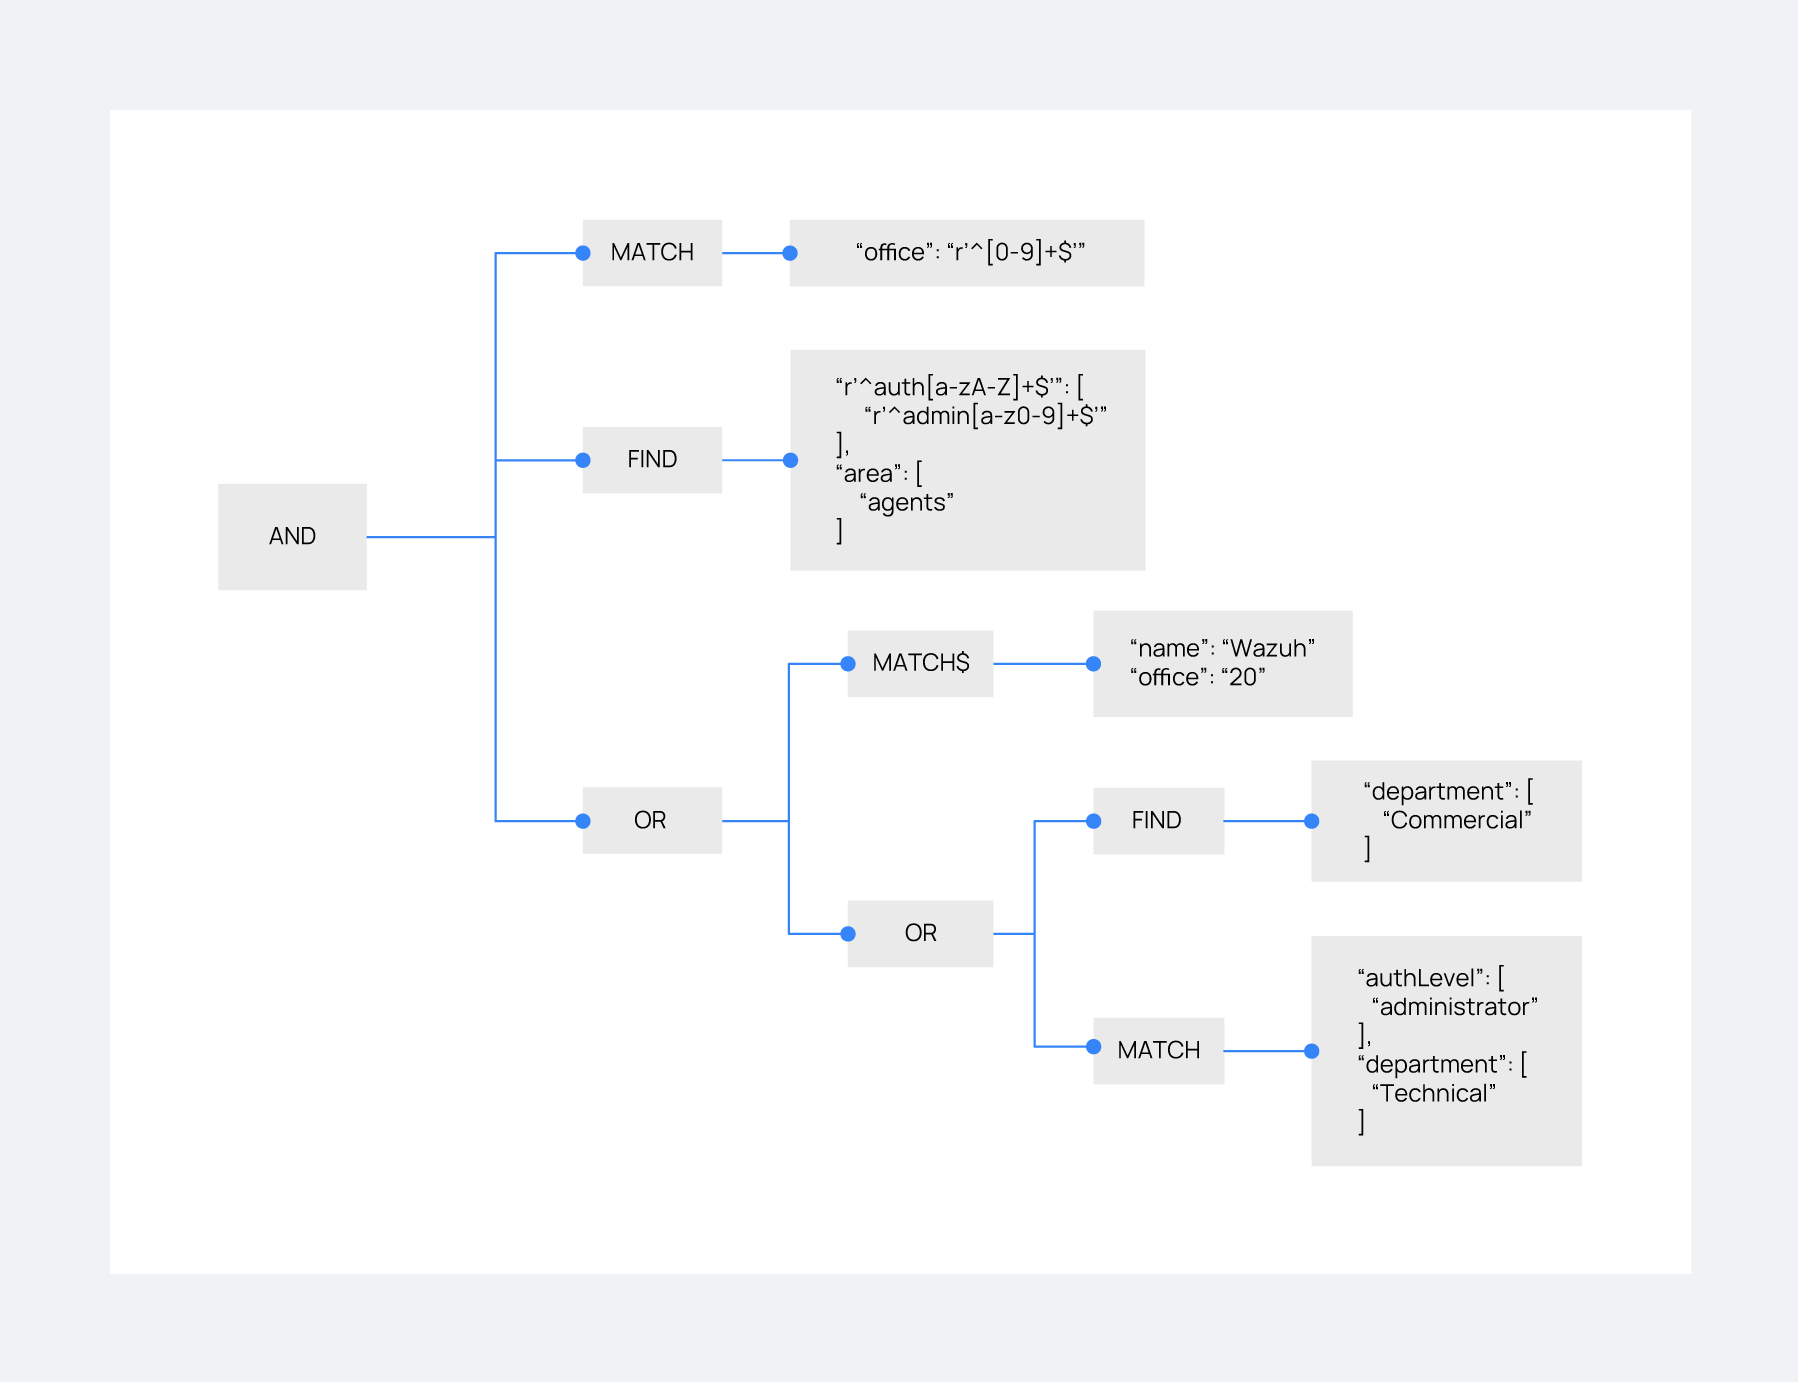 MATCH
“office”: “r’^[0-9]+$’”
“r’^auth[a-zA-Z]+$’”: [
“r’^admin[a-z0-9]+$’”
],
“area”: [
“agents”
]
FIND
AND
MATCH$
“name”: “Wazuh”
“office”: “20”
OR
FIND
“department”: [
“Commercial”
]
OR
MATCH
“authLevel”: [
“administrator”
],
“department”: [
“Technical”
]